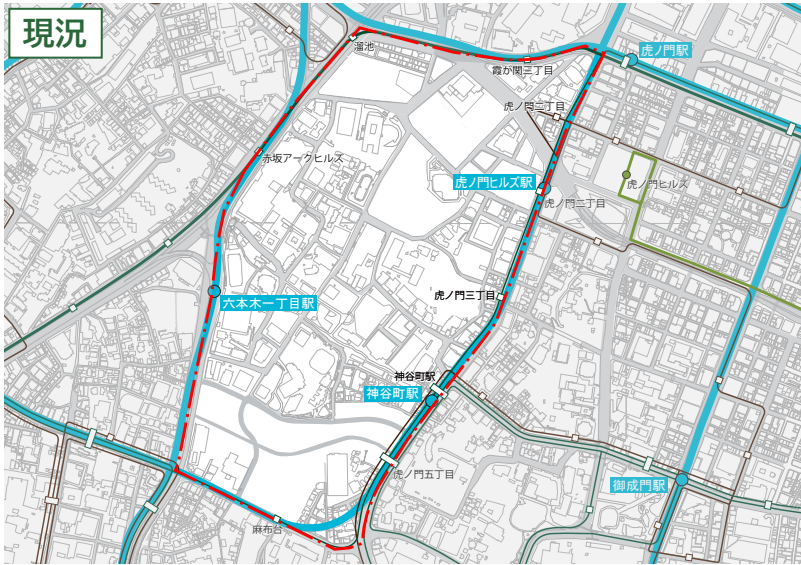 現況
溜池
虎ノ門駅
霞が関三丁目
虎ノ門二丁目
赤坂アークヒルズ
虎ノ門ヒルズ駅
虎ノ門ヒルズ
虎ノ門二丁目
六本木一丁目駅
虎ノ門三丁目
神谷町駅
神谷町駅
虎ノ門五丁目
御成門駅
麻布台